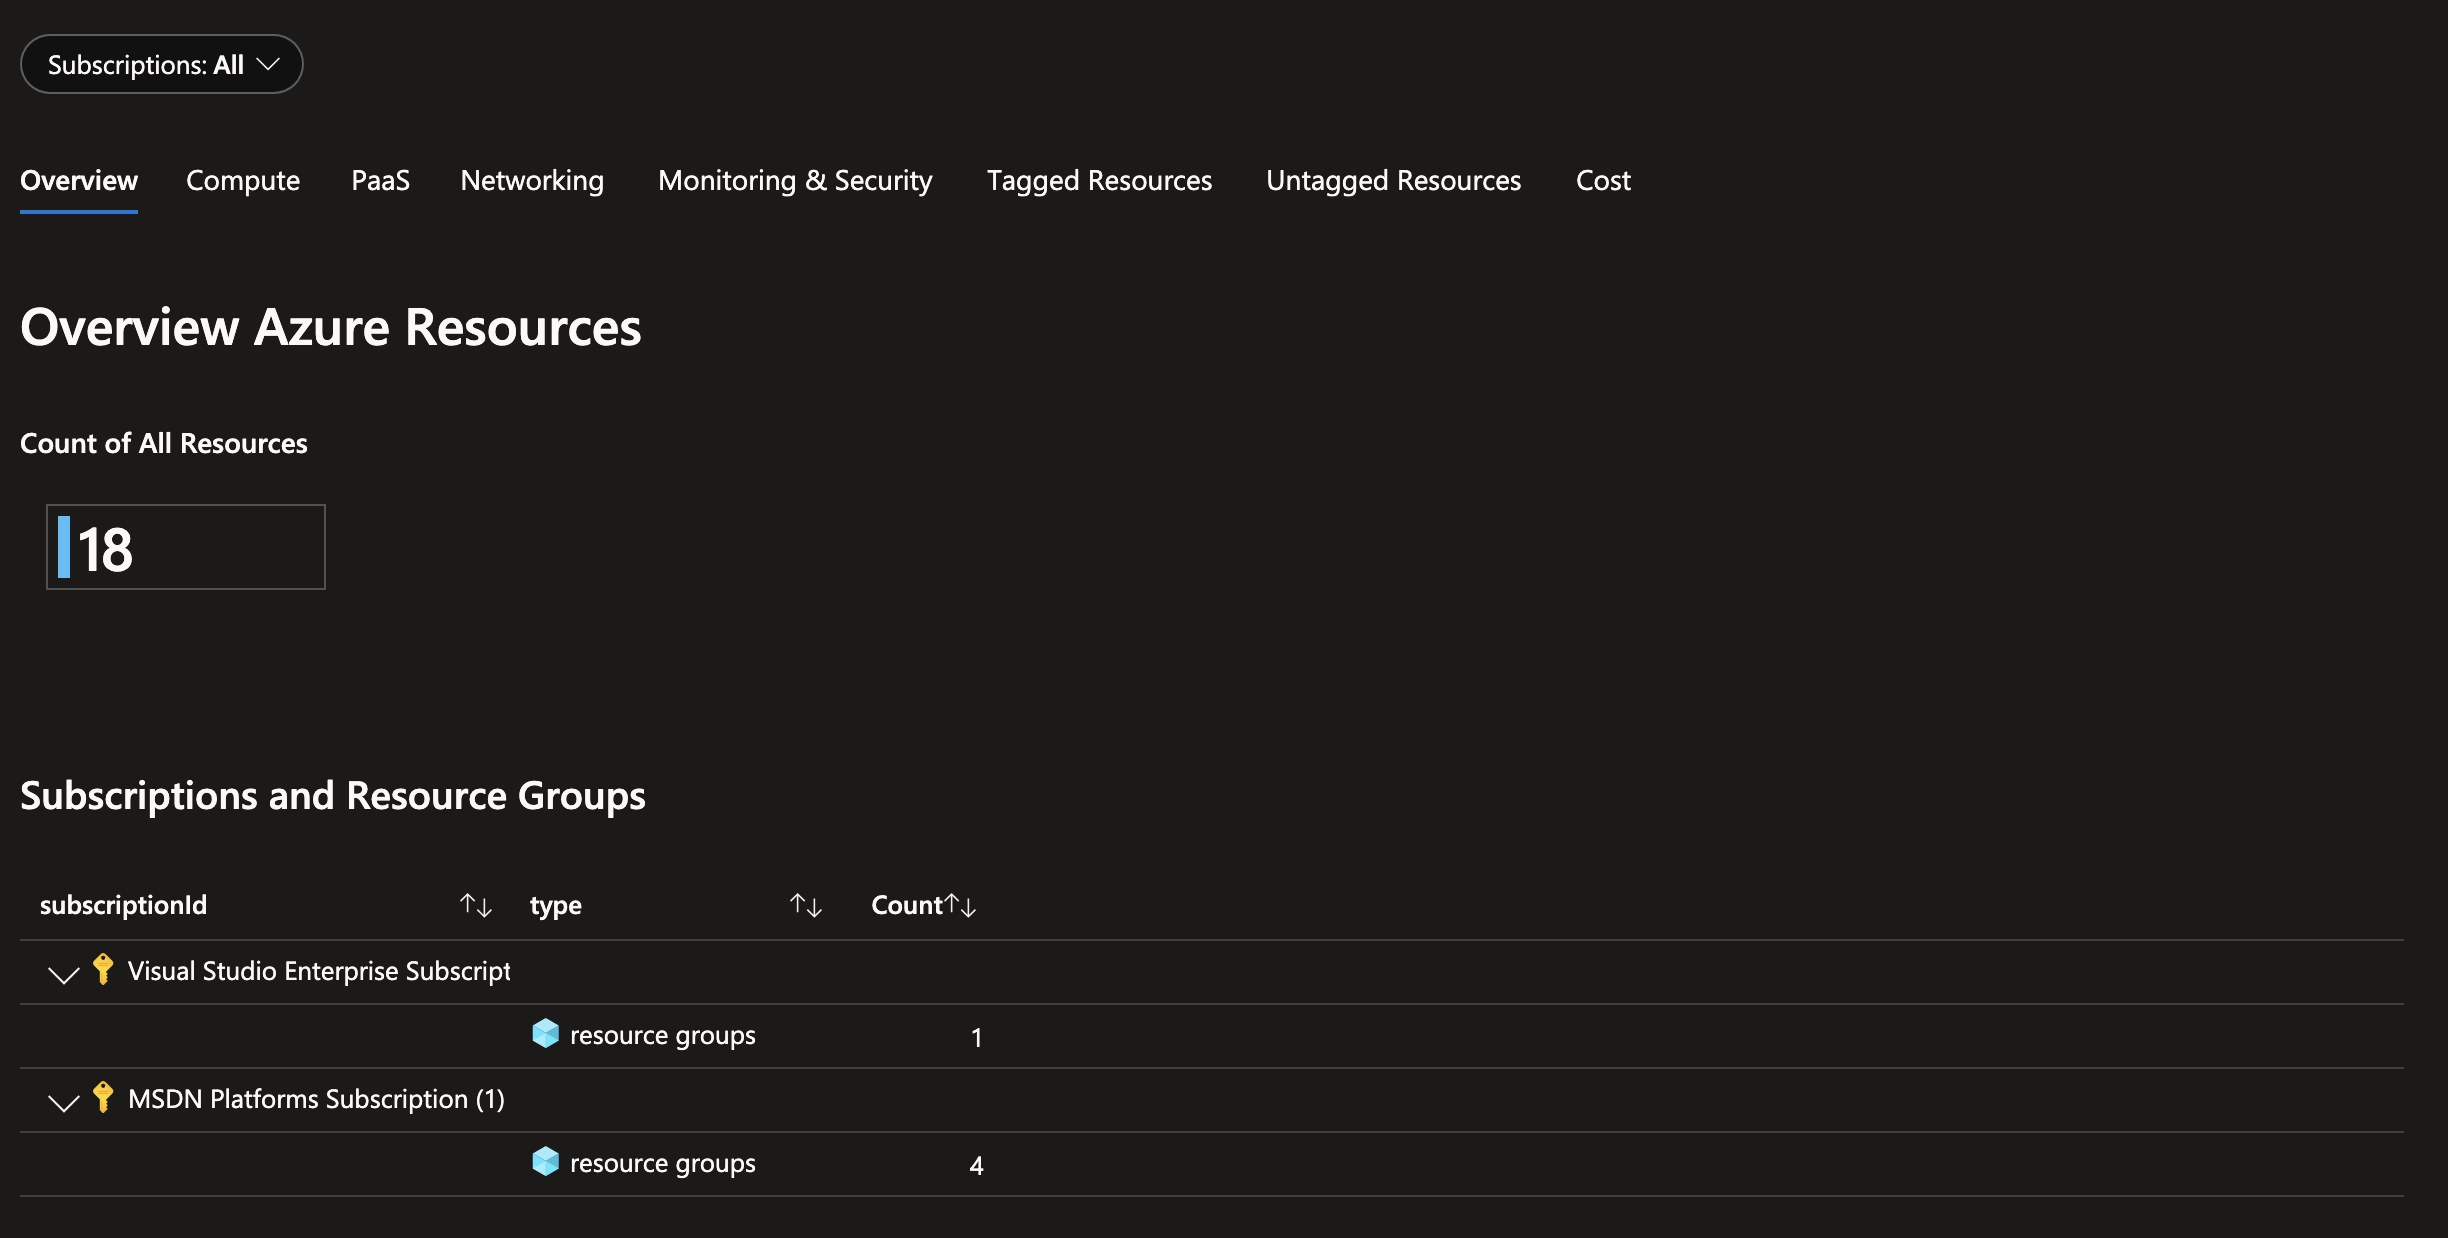 Subscriptions: All
Overview Compute PaaS Networking Monitoring & Security Tagged Resources Untagged Resources Cost
Overview Azure Resources
Count of All Resources
18
Subscriptions and Resource Groups
subscriptionId type Count
Visual Studio Enterprise Subscript
resource groups 1
MSDN Platforms Subscription (1)
resource groups 4